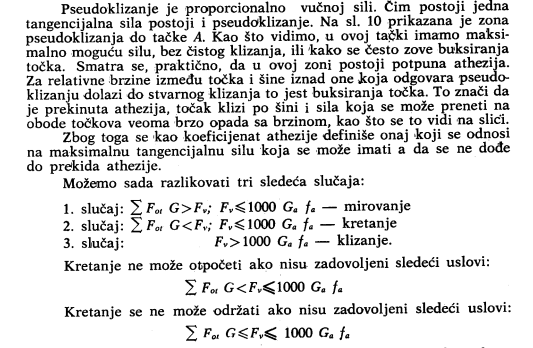 Pseudoklizanje je proporcionalno vučnoj sili. Čim postoji jedna
tangencijalna sila postoji i pseudoklizanje. Na sl. 10 prikazana je zona
pseudoklizanja do tačke A. Kao što vidimo, u ovoj tački imamo maksi-
malno moguću silu, bez čistog klizanja, ili kako se često zove buksiranja
točka. Smatra se, praktično, da u ovoj zoni postoji potpuna athezija.
Za relativne brzine između točka i šine iznad one koja odgovara pseudo-
klizanju dolazi do stvarnog klizanja to jest buksiranja točka. To znači da
je prekinuta athezija, točak klizi po šini i sila koja se može preneti na
obode točkova veoma brzo opada sa brzinom, kao što se to vidi na slici.
Zbog toga se kao koeficijenat athezije definiše onaj koji se odnosi
na maksimalnu tangencijalnu silu koja se može imati a da se ne dođe
do prekida athezije.
Možemo sada razlikovati tri sledeća slučaja:
1. slučaj: ∑ Fot G>Fv; Fv⩽1000 Ga fa — mirovanje
2. slučaj: ∑ Fot G<Fv; Fv⩽1000 Ga fa — kretanje
3. slučaj: Fv>1000 Ga fa — klizanje.
Kretanje ne može otpočeti ako nisu zadovoljeni sledeći uslovi:
∑ Fot G<Fv⩽1000 Ga fa
Kretanje se ne može održati ako nisu zadovoljeni sledeći uslovi:
∑ Fot G⩽Fv⩽ 1000 Ga fa